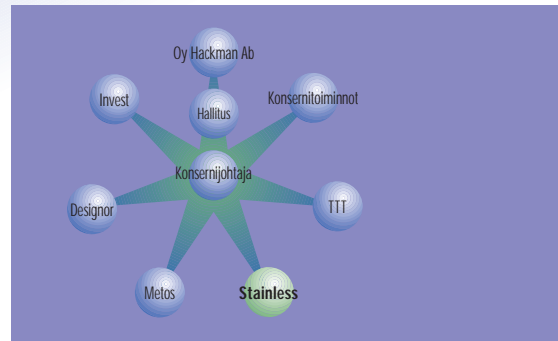 Oy Hackman Ab
Invest
Konsernitoiminnot
Hallitus
Konsernijohtaja
Designor
TTT
Metos
Stainless